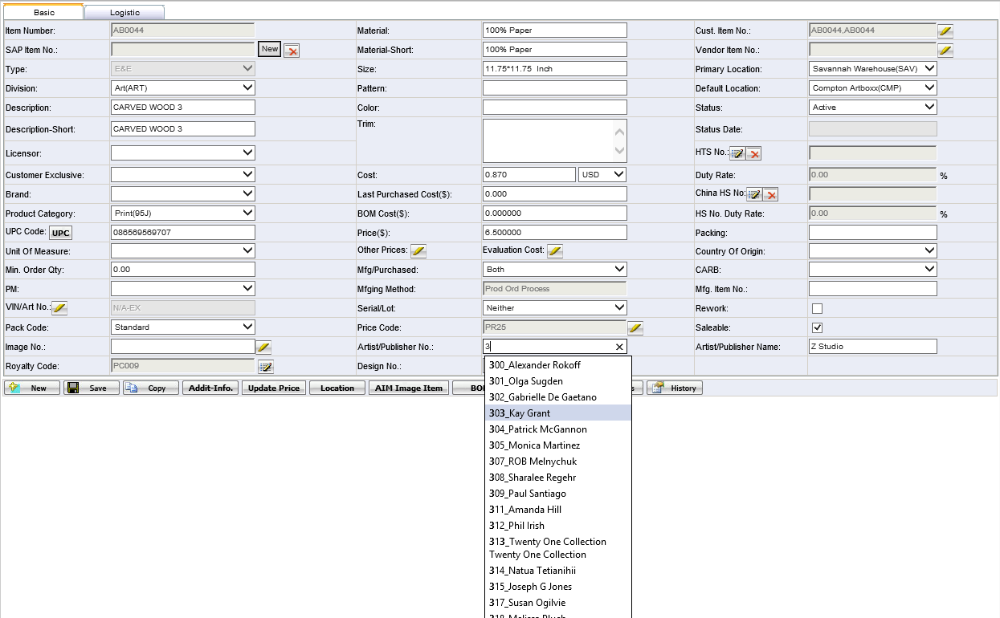 Basic Logistic
Item Number: AB0044 Material: 100% Paper Cust. Item No.: AB0044,AB0044
SAP Item No.: New Material-Short: 100% Paper Vendor Item No.:
Type: E&E Size: 11.75*11.75 Inch Primary Location: Savannah Warehouse(SAV)
Division: Art(ART) Pattern: Default Location: Compton Artboxx(CMP)
Description: CARVED WOOD 3 Color: Status: Active
Description-Short: CARVED WOOD 3 Trim: Status Date:
Licensor: HTS No.:
Customer Exclusive: Cost: 0.870 USD Duty Rate: 0.00 %
Brand: Last Purchased Cost($): 0.000 China HS No:
Product Category: Print(95J) BOM Cost($): 0.000000 HS No. Duty Rate: 0.00 %
UPC Code: UPC 086569569707 Price($): 6.500000 Packing:
Unit Of Measure: Other Prices: Evaluation Cost: Country Of Origin:
Min. Order Qty: 0.00 Mfg/Purchased: Both CARB:
PM: Mfging Method: Prod Ord Process Mfg. Item No.:
VIN/Art No.: N/A-EX Serial/Lot: Neither Rework:
Pack Code: Standard Price Code: PR25 Saleable:
Image No.: Artist/Publisher No.: 3 Artist/Publisher Name: Z Studio
Royalty Code: PC009 Design No.:
New Save Copy Addit-Info. Update Price Location AIM Image Item History
300_Alexander Rokoff
301_Olga Sugden
302_Gabrielle De Gaetano
303_Kay Grant
304_Patrick McGannon
305_Monica Martinez
307_ROB Melnychuk
308_Sharalee Regehr
309_Paul Santiago
311_Amanda Hill
312_Phil Irish
313_Twenty One Collection
Twenty One Collection
314_Natua Tetianihii
315_Joseph G Jones
317_Susan Ogilvie